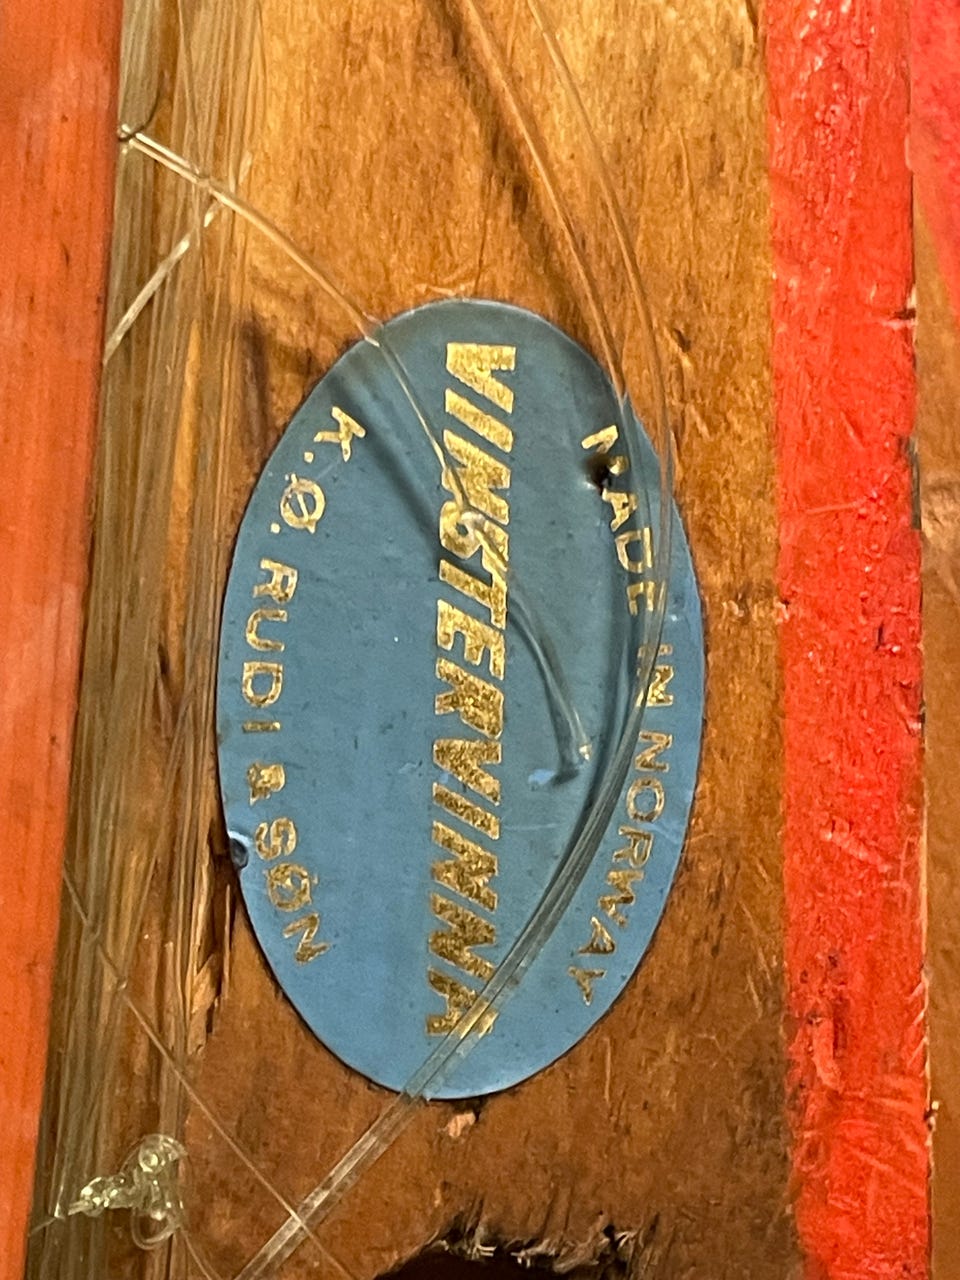 MADE IN NORWAY
VINSTERVINNA
K.Ø. RUDI & SØN